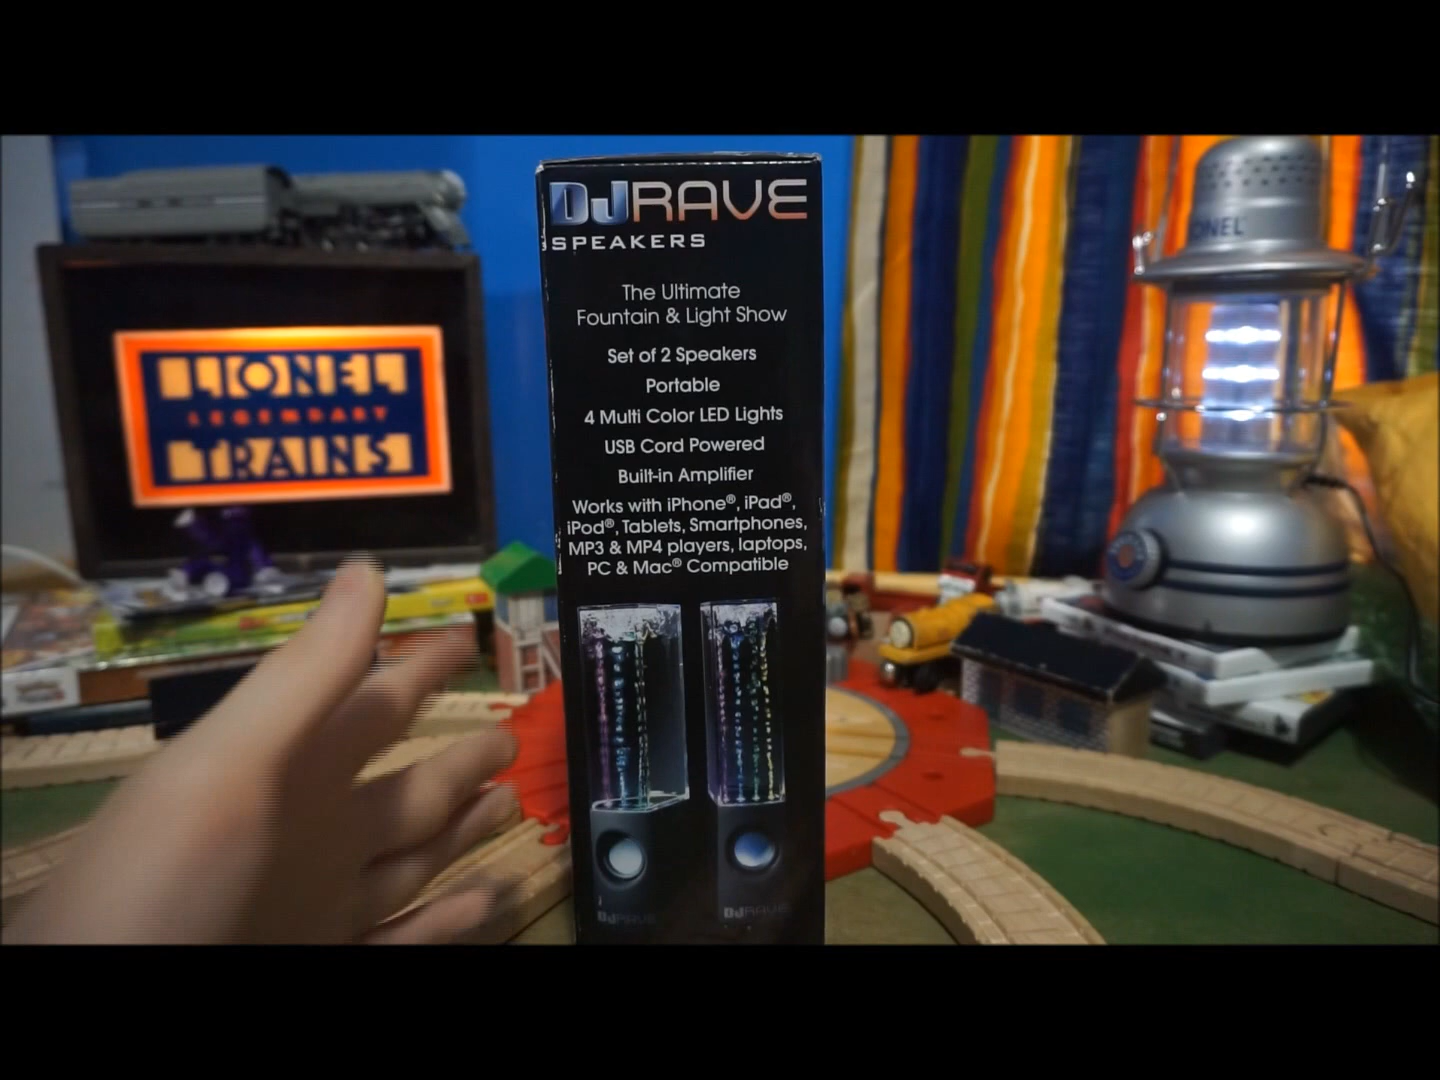 DJRAVE
SPEAKERS
The Ultimate
Fountain & Light Show
Set of 2 Speakers
Portable
4 Multi Color LED Lights
USB Cord Powered
Built-in Amplifier
Works with iPhone®, iPad®,
iPod®, Tablets, Smartphones,
MP3 & MP4 players, laptops,
PC & Mac® Compatible
DJRAVE
DJRAVE
LIONEL
LEGENDARY
TRAINS